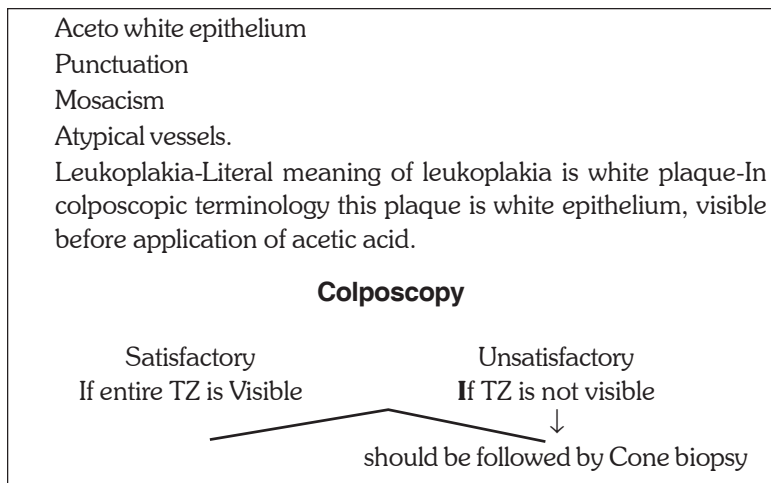 Aceto white epithelium
Punctuation
Mosacism
Atypical vessels.
Leukoplakia-Literal meaning of leukoplakia is white plaque-In
colposcopic terminology this plaque is white epithelium, visible
before application of acetic acid.
Colposcopy
Satisfactory
If entire TZ is Visible
Unsatisfactory
If TZ is not visible
↓
should be followed by Cone biopsy